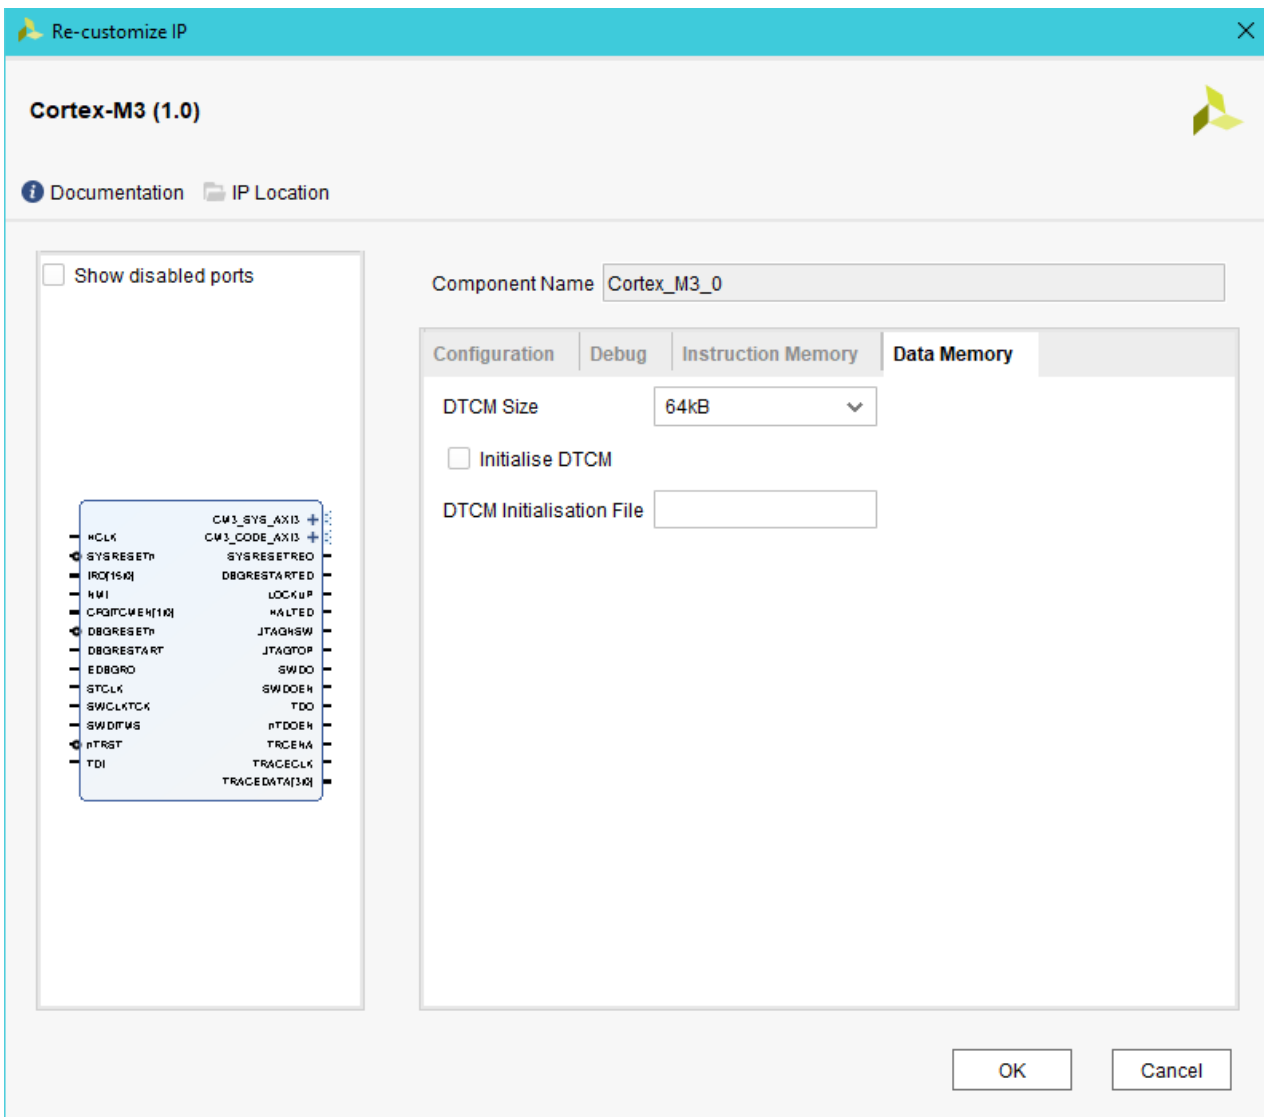 Re-customize IP
Cortex-M3 (1.0)
Documentation IP Location
Show disabled ports
Component Name Cortex_M3_0
Configuration Debug Instruction Memory Data Memory
DTCM Size 64kB
Initialise DTCM
DTCM Initialisation File
CM3_SYS_AXI3
HCLK CM3_CODE_AXI3
SYSRESETn SYSRESETREQ
IRQ[15:0] DBGRESTARTED
NMI LOCKUP
CFGITCMEN[1:0] HALTED
DBGRESETn JTAGNSW
DBGRESTART JTAGTOP
EDBGRQ SWDO
STCLK SWDOEN
SWCLKTCK TDO
SWDITMS nTDOEN
nTRST TRCENA
TDI TRACECLK
TRACEDATA[3:0]
OK Cancel